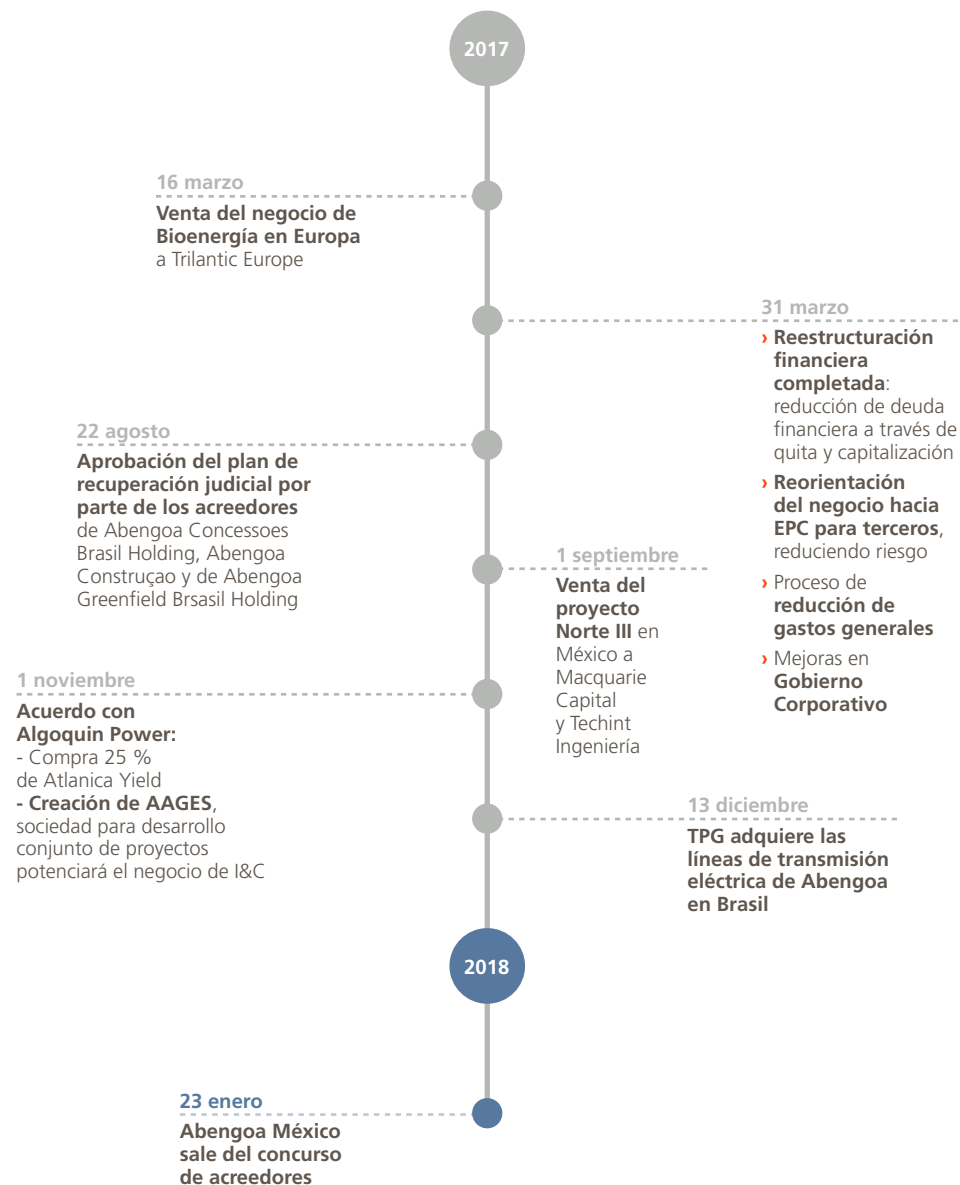 2017
16 marzo
Venta del negocio de
Bioenergía en Europa
a Trilantic Europe
31 marzo
› Reestructuración
financiera
completada:
reducción de deuda
financiera a través de
quita y capitalización
› Reorientación
del negocio hacia
EPC para terceros,
reduciendo riesgo
› Proceso de
reducción de
gastos generales
› Mejoras en
Gobierno
Corporativo
22 agosto
Aprobación del plan de
recuperación judicial por
parte de los acreedores
de Abengoa Concessoes
Brasil Holding, Abengoa
Construçao y de Abengoa
Greenfield Brsasil Holding
1 septiembre
Venta del
proyecto
Norte III en
México a
Macquarie
Capital
y Techint
Ingeniería
1 noviembre
Acuerdo con
Algoquin Power:
- Compra 25 %
de Atlanica Yield
- Creación de AAGES,
sociedad para desarrollo
conjunto de proyectos
potenciará el negocio de I&C
13 diciembre
TPG adquiere las
líneas de transmisión
eléctrica de Abengoa
en Brasil
2018
23 enero
Abengoa México
sale del concurso
de acreedores